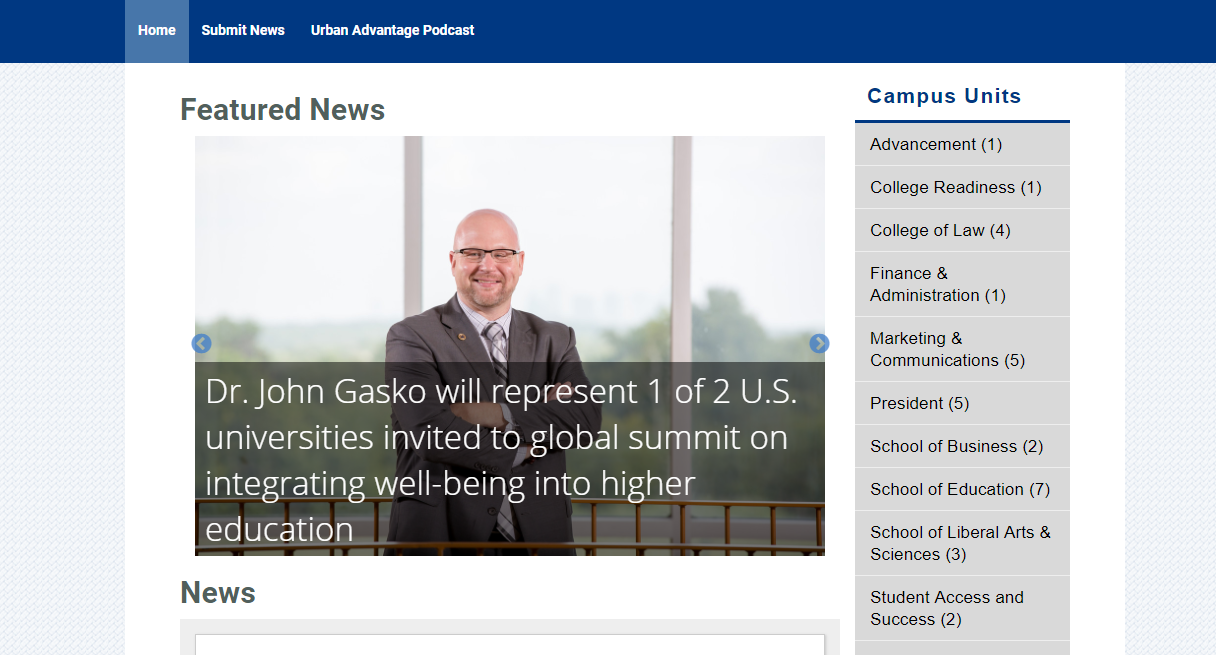 Home
Submit News
Urban Advantage Podcast
Featured News
Dr. John Gasko will represent 1 of 2 U.S.
universities invited to global summit on
integrating well-being into higher
education
News
Campus Units
Advancement (1)
College Readiness (1)
College of Law (4)
Finance &
Administration (1)
Marketing &
Communications (5)
President (5)
School of Business (2)
School of Education (7)
School of Liberal Arts &
Sciences (3)
Student Access and
Success (2)